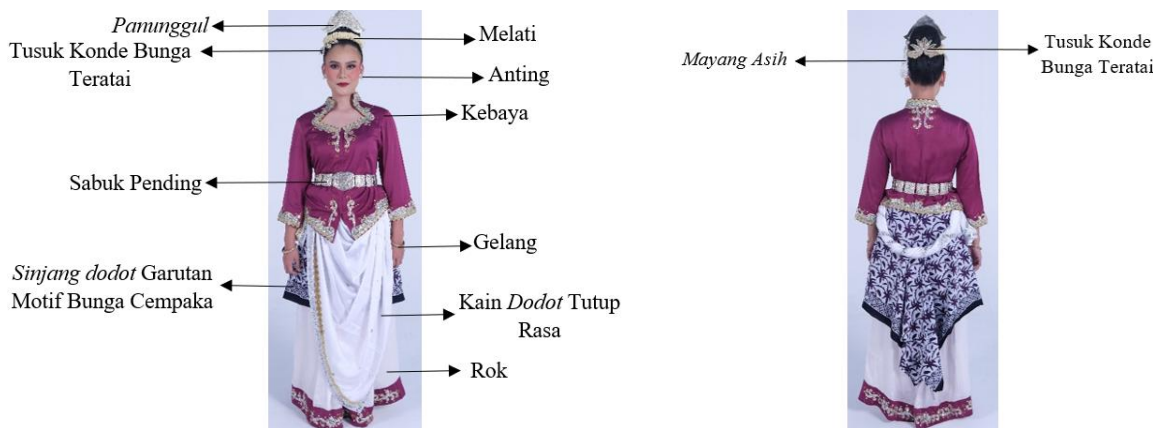 Pamunggul
Tusuk Konde Bunga
Teratai
Melati
Anting
Kebaya
Sabuk Pending
Gelang
Sinjang dodot Garutan
Motif Bunga Cempaka
Kain Dodot Tutup
Rasa
Rok
Mayang Asih
Tusuk Konde
Bunga Teratai